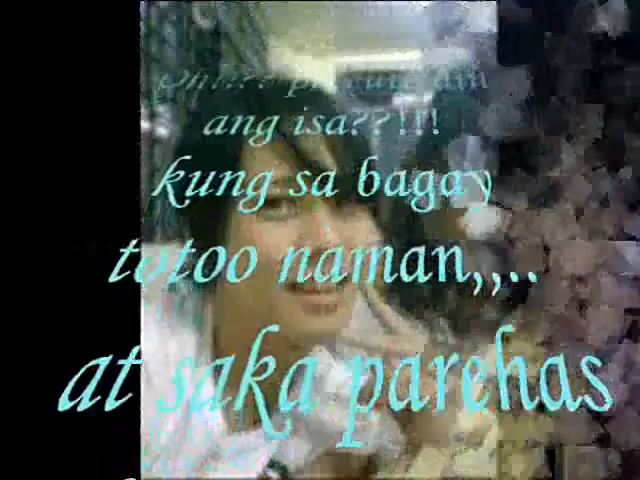 ang isa??!!!
kung sa bagay
totoo naman,,..
at saka parehas